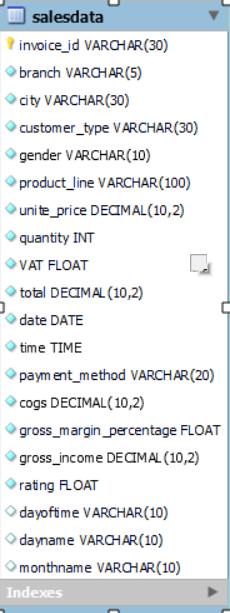 salesdata
invoice_id VARCHAR(30)
branch VARCHAR(5)
city VARCHAR(30)
customer_type VARCHAR(30)
gender VARCHAR(10)
product_line VARCHAR(100)
unite_price DECIMAL(10,2)
quantity INT
VAT FLOAT
total DECIMAL(10,2)
date DATE
time TIME
payment_method VARCHAR(20)
cogs DECIMAL(10,2)
gross_margin_percentage FLOAT
gross_income DECIMAL(10,2)
rating FLOAT
dayoftime VARCHAR(10)
dayname VARCHAR(10)
monthname VARCHAR(10)
Indexes